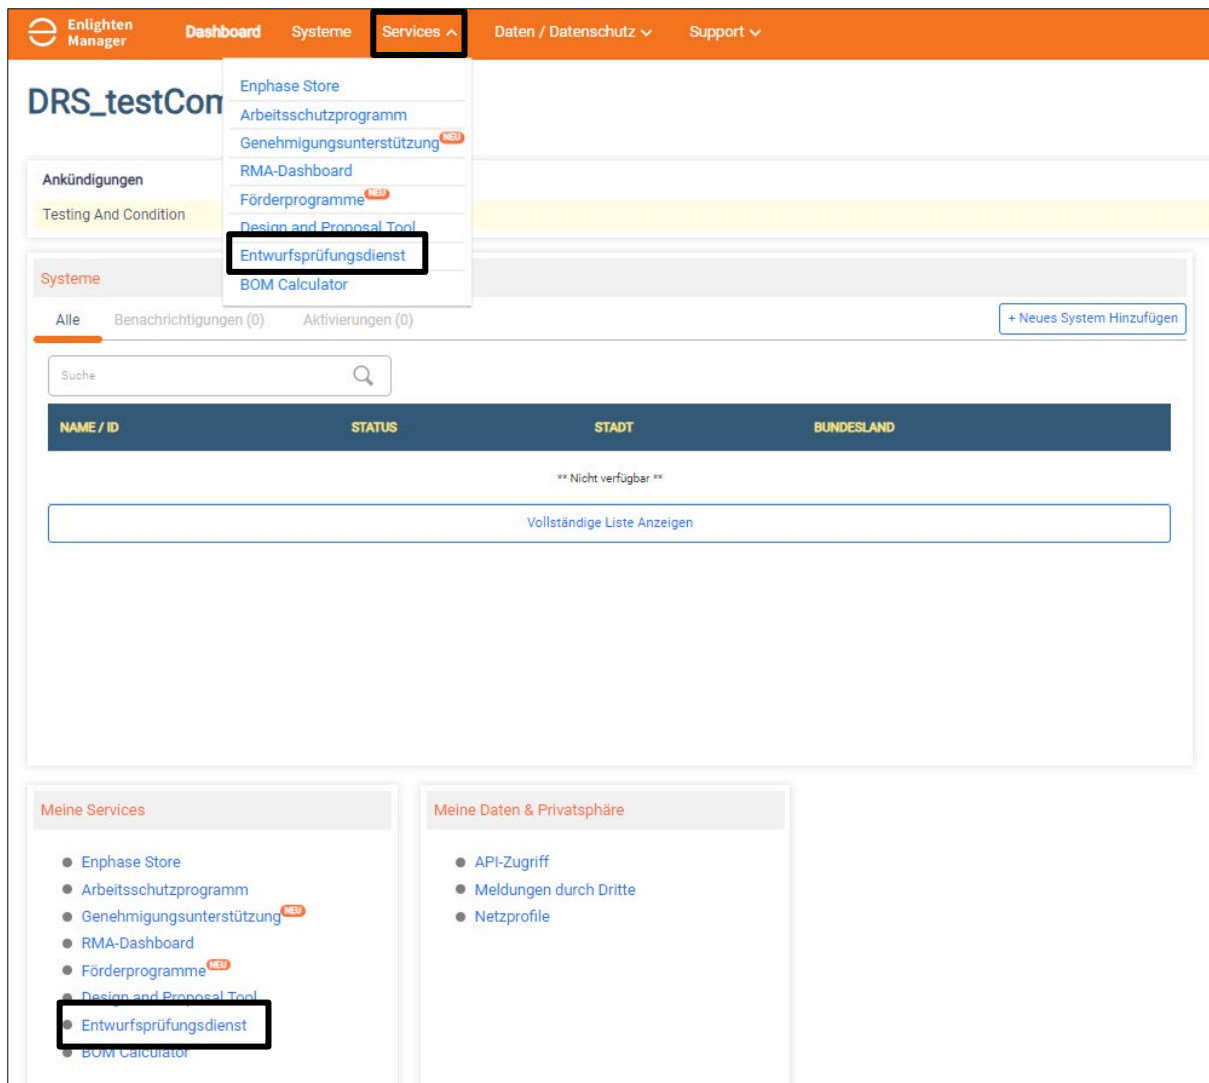 Enlighten
Manager
Dashboard Systeme Services Daten / Datenschutz Support
DRS_testCom
Enphase Store
Arbeitsschutzprogramm
Genehmigungsunterstützung NEU
RMA-Dashboard
Förderprogramme NEU
Design and Proposal Tool
Entwurfsprüfungsdienst
BOM Calculator
Ankündigungen
Testing And Condition
Systeme
Alle Benachrichtigungen (0) Aktivierungen (0) + Neues System Hinzufügen
Suche
NAME / ID STATUS STADT BUNDESLAND
** Nicht verfügbar **
Vollständige Liste Anzeigen
Meine Services
Enphase Store
Arbeitsschutzprogramm
Genehmigungsunterstützung NEU
RMA-Dashboard
Förderprogramme NEU
Design and Proposal Tool
Entwurfsprüfungsdienst
BOM Calculator
Meine Daten & Privatsphäre
API-Zugriff
Meldungen durch Dritte
Netzprofile